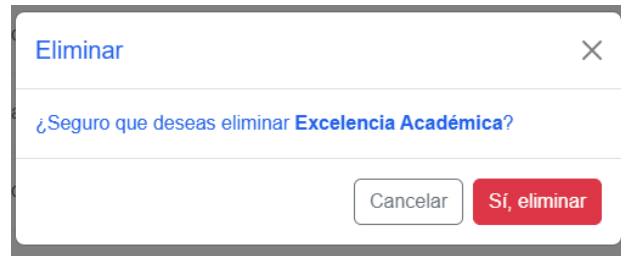 Eliminar
¿Seguro que deseas eliminar Excelencia Académica?
Cancelar
Sí, eliminar